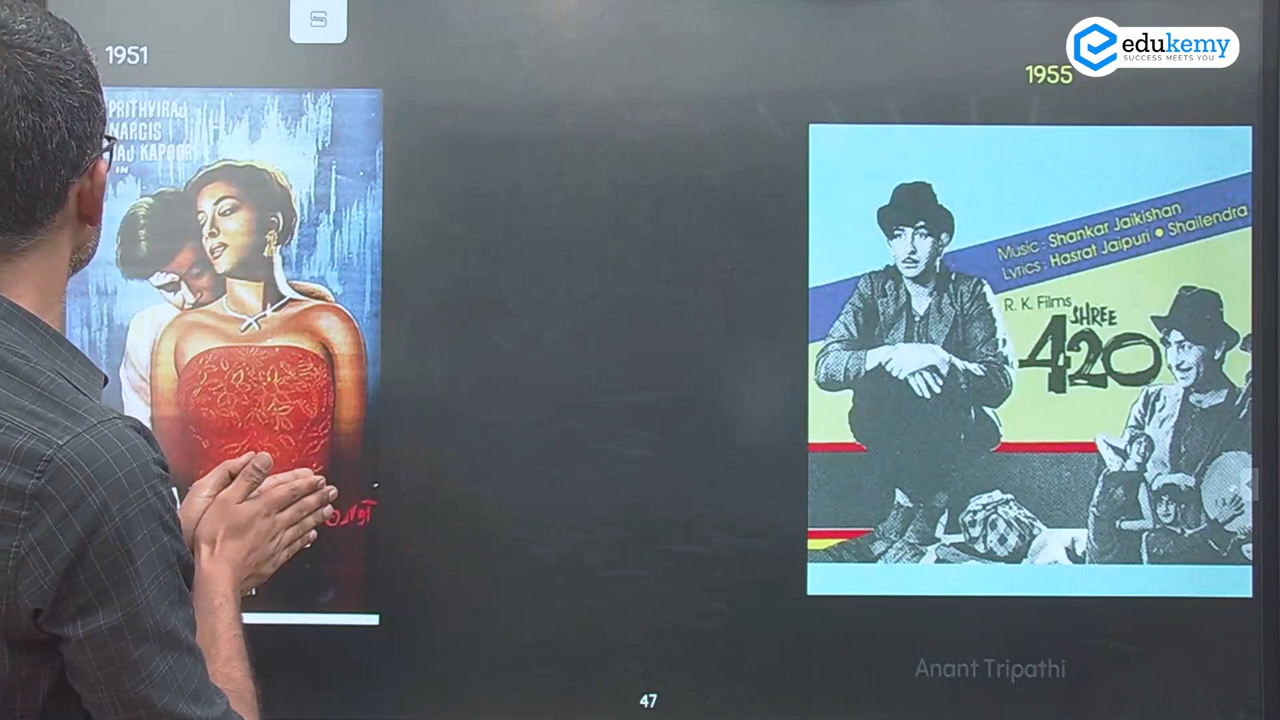 1951
PRITHVIRAJ
NARGIS
RAJ KAPOOR
IN
edukemy
SUCCESS MEETS YOU
1955
Music : Shankar Jaikishan
Lyrics : Hasrat Jaipuri • Shailendra
R. K. Films
SHREE
420
Anant Tripathi
47